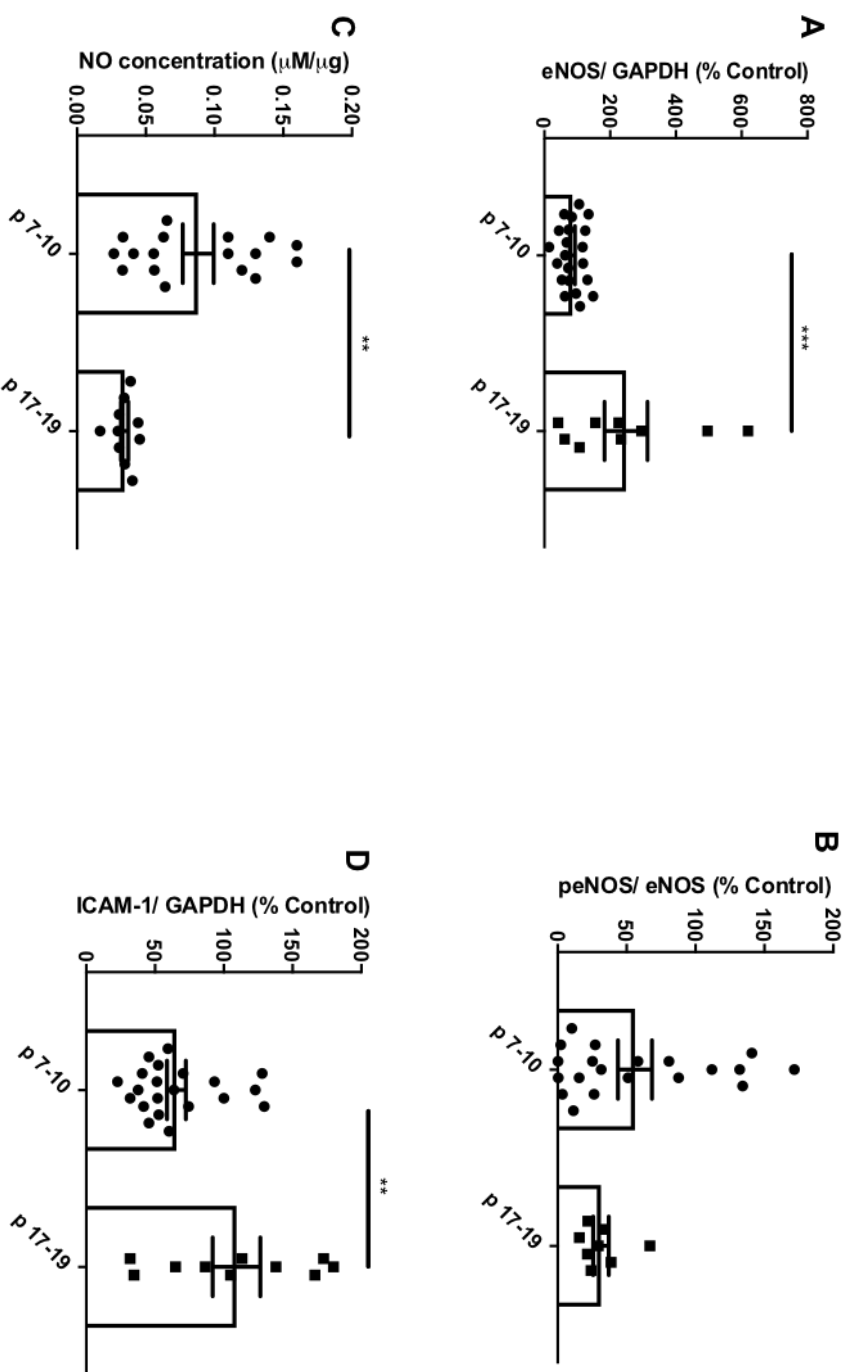 A
eNOS/ GAPDH (% Control)
800
600
400
200
0
***
p 7-10
p 17-19
B
peNOS/ eNOS (% Control)
200
150
100
50
0
p 7-10
p 17-19
C
NO concentration (μM/μg)
0.20
0.15
0.10
0.05
0.00
**
p 7-10
p 17-19
D
ICAM-1/ GAPDH (% Control)
200
150
100
50
0
**
p 7-10
p 17-19